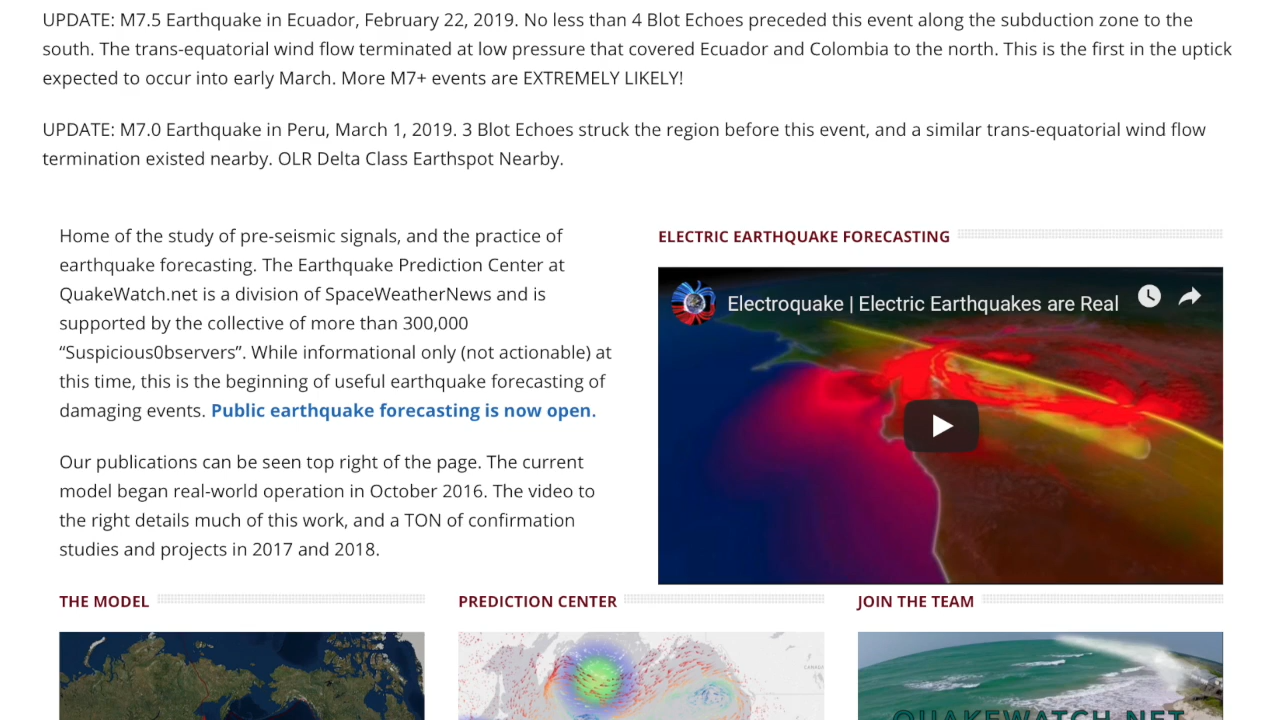 UPDATE: M7.5 Earthquake in Ecuador, February 22, 2019. No less than 4 Blot Echoes preceded this event along the subduction zone to the
south. The trans-equatorial wind flow terminated at low pressure that covered Ecuador and Colombia to the north. This is the first in the uptick
expected to occur into early March. More M7+ events are EXTREMELY LIKELY!
UPDATE: M7.0 Earthquake in Peru, March 1, 2019. 3 Blot Echoes struck the region before this event, and a similar trans-equatorial wind flow
termination existed nearby. OLR Delta Class Earthspot Nearby.
Home of the study of pre-seismic signals, and the practice of
earthquake forecasting. The Earthquake Prediction Center at
QuakeWatch.net is a division of SpaceWeatherNews and is
supported by the collective of more than 300,000
“Suspicious0bservers”. While informational only (not actionable) at
this time, this is the beginning of useful earthquake forecasting of
damaging events. Public earthquake forecasting is now open.
Our publications can be seen top right of the page. The current
model began real-world operation in October 2016. The video to
the right details much of this work, and a TON of confirmation
studies and projects in 2017 and 2018.
ELECTRIC EARTHQUAKE FORECASTING
Electroquake | Electric Earthquakes are Real
THE MODEL
PREDICTION CENTER
CANADA
JOIN THE TEAM
QUAKEWATCH.NET